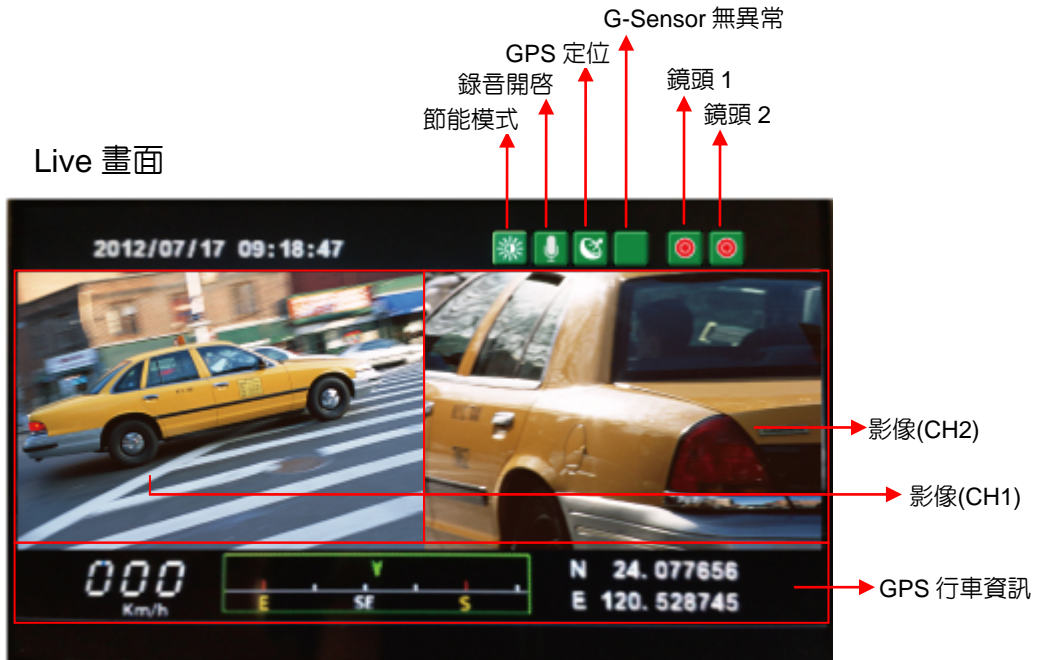 G-Sensor 無異常
GPS 定位
錄音開啓
節能模式
鏡頭 1
鏡頭 2
Live 畫面
2012/07/17 09:18:47
影像(CH2)
影像(CH1)
000
Km/h
E SE S
N 24.077656
E 120.528745
GPS 行車資訊